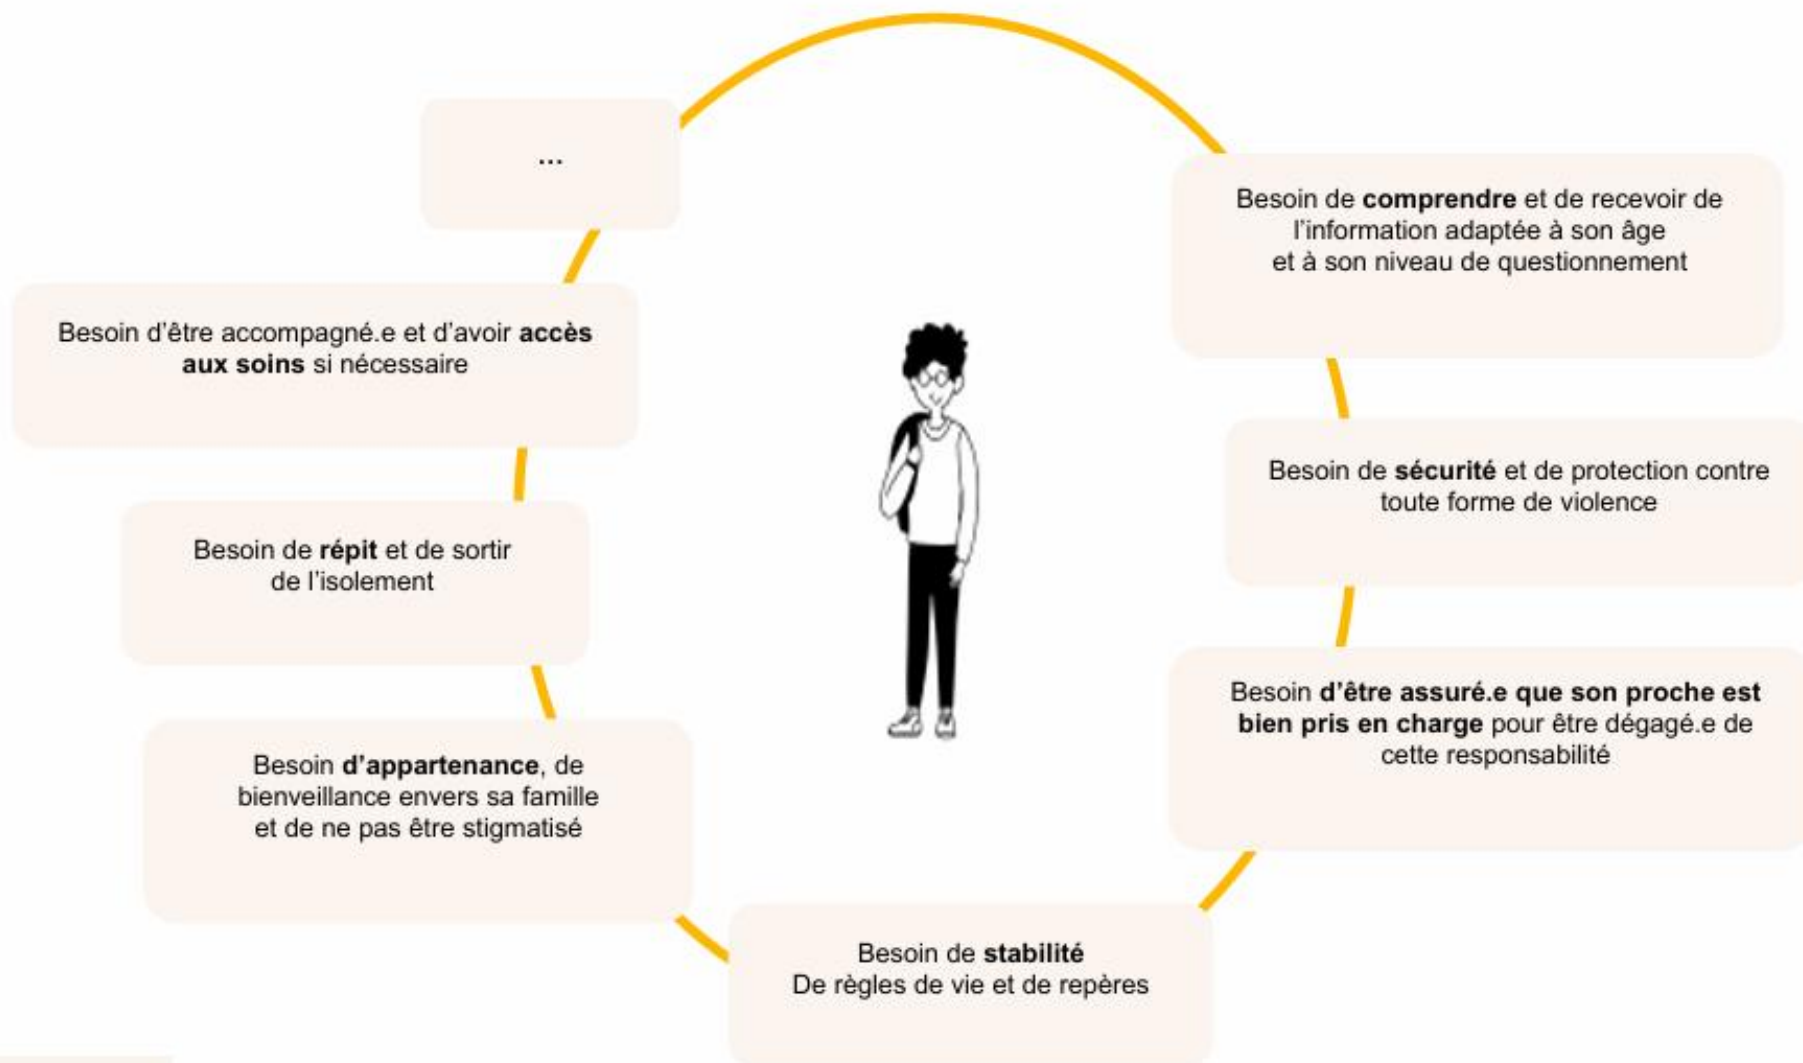 ...
Besoin de comprendre et de recevoir de
l'information adaptée à son âge
et à son niveau de questionnement
Besoin d'être accompagné.e et d'avoir accès
aux soins si nécessaire
Besoin de sécurité et de protection contre
toute forme de violence
Besoin de répit et de sortir
de l'isolement
Besoin d'être assuré.e que son proche est
bien pris en charge pour être dégagé.e de
cette responsabilité
Besoin d'appartenance, de
bienveillance envers sa famille
et de ne pas être stigmatisé
Besoin de stabilité
De règles de vie et de repères